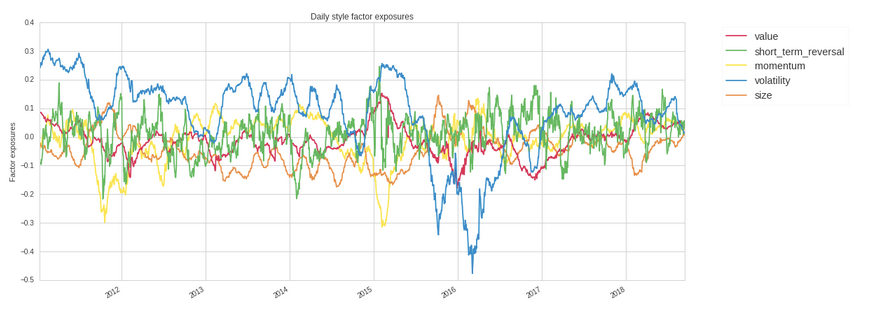 Daily style factor exposures
Factor exposures
0.4
0.3
0.2
0.1
0.0
−0.1
−0.2
−0.3
−0.4
−0.5
2012
2013
2014
2015
2016
2017
2018
value
short_term_reversal
momentum
volatility
size